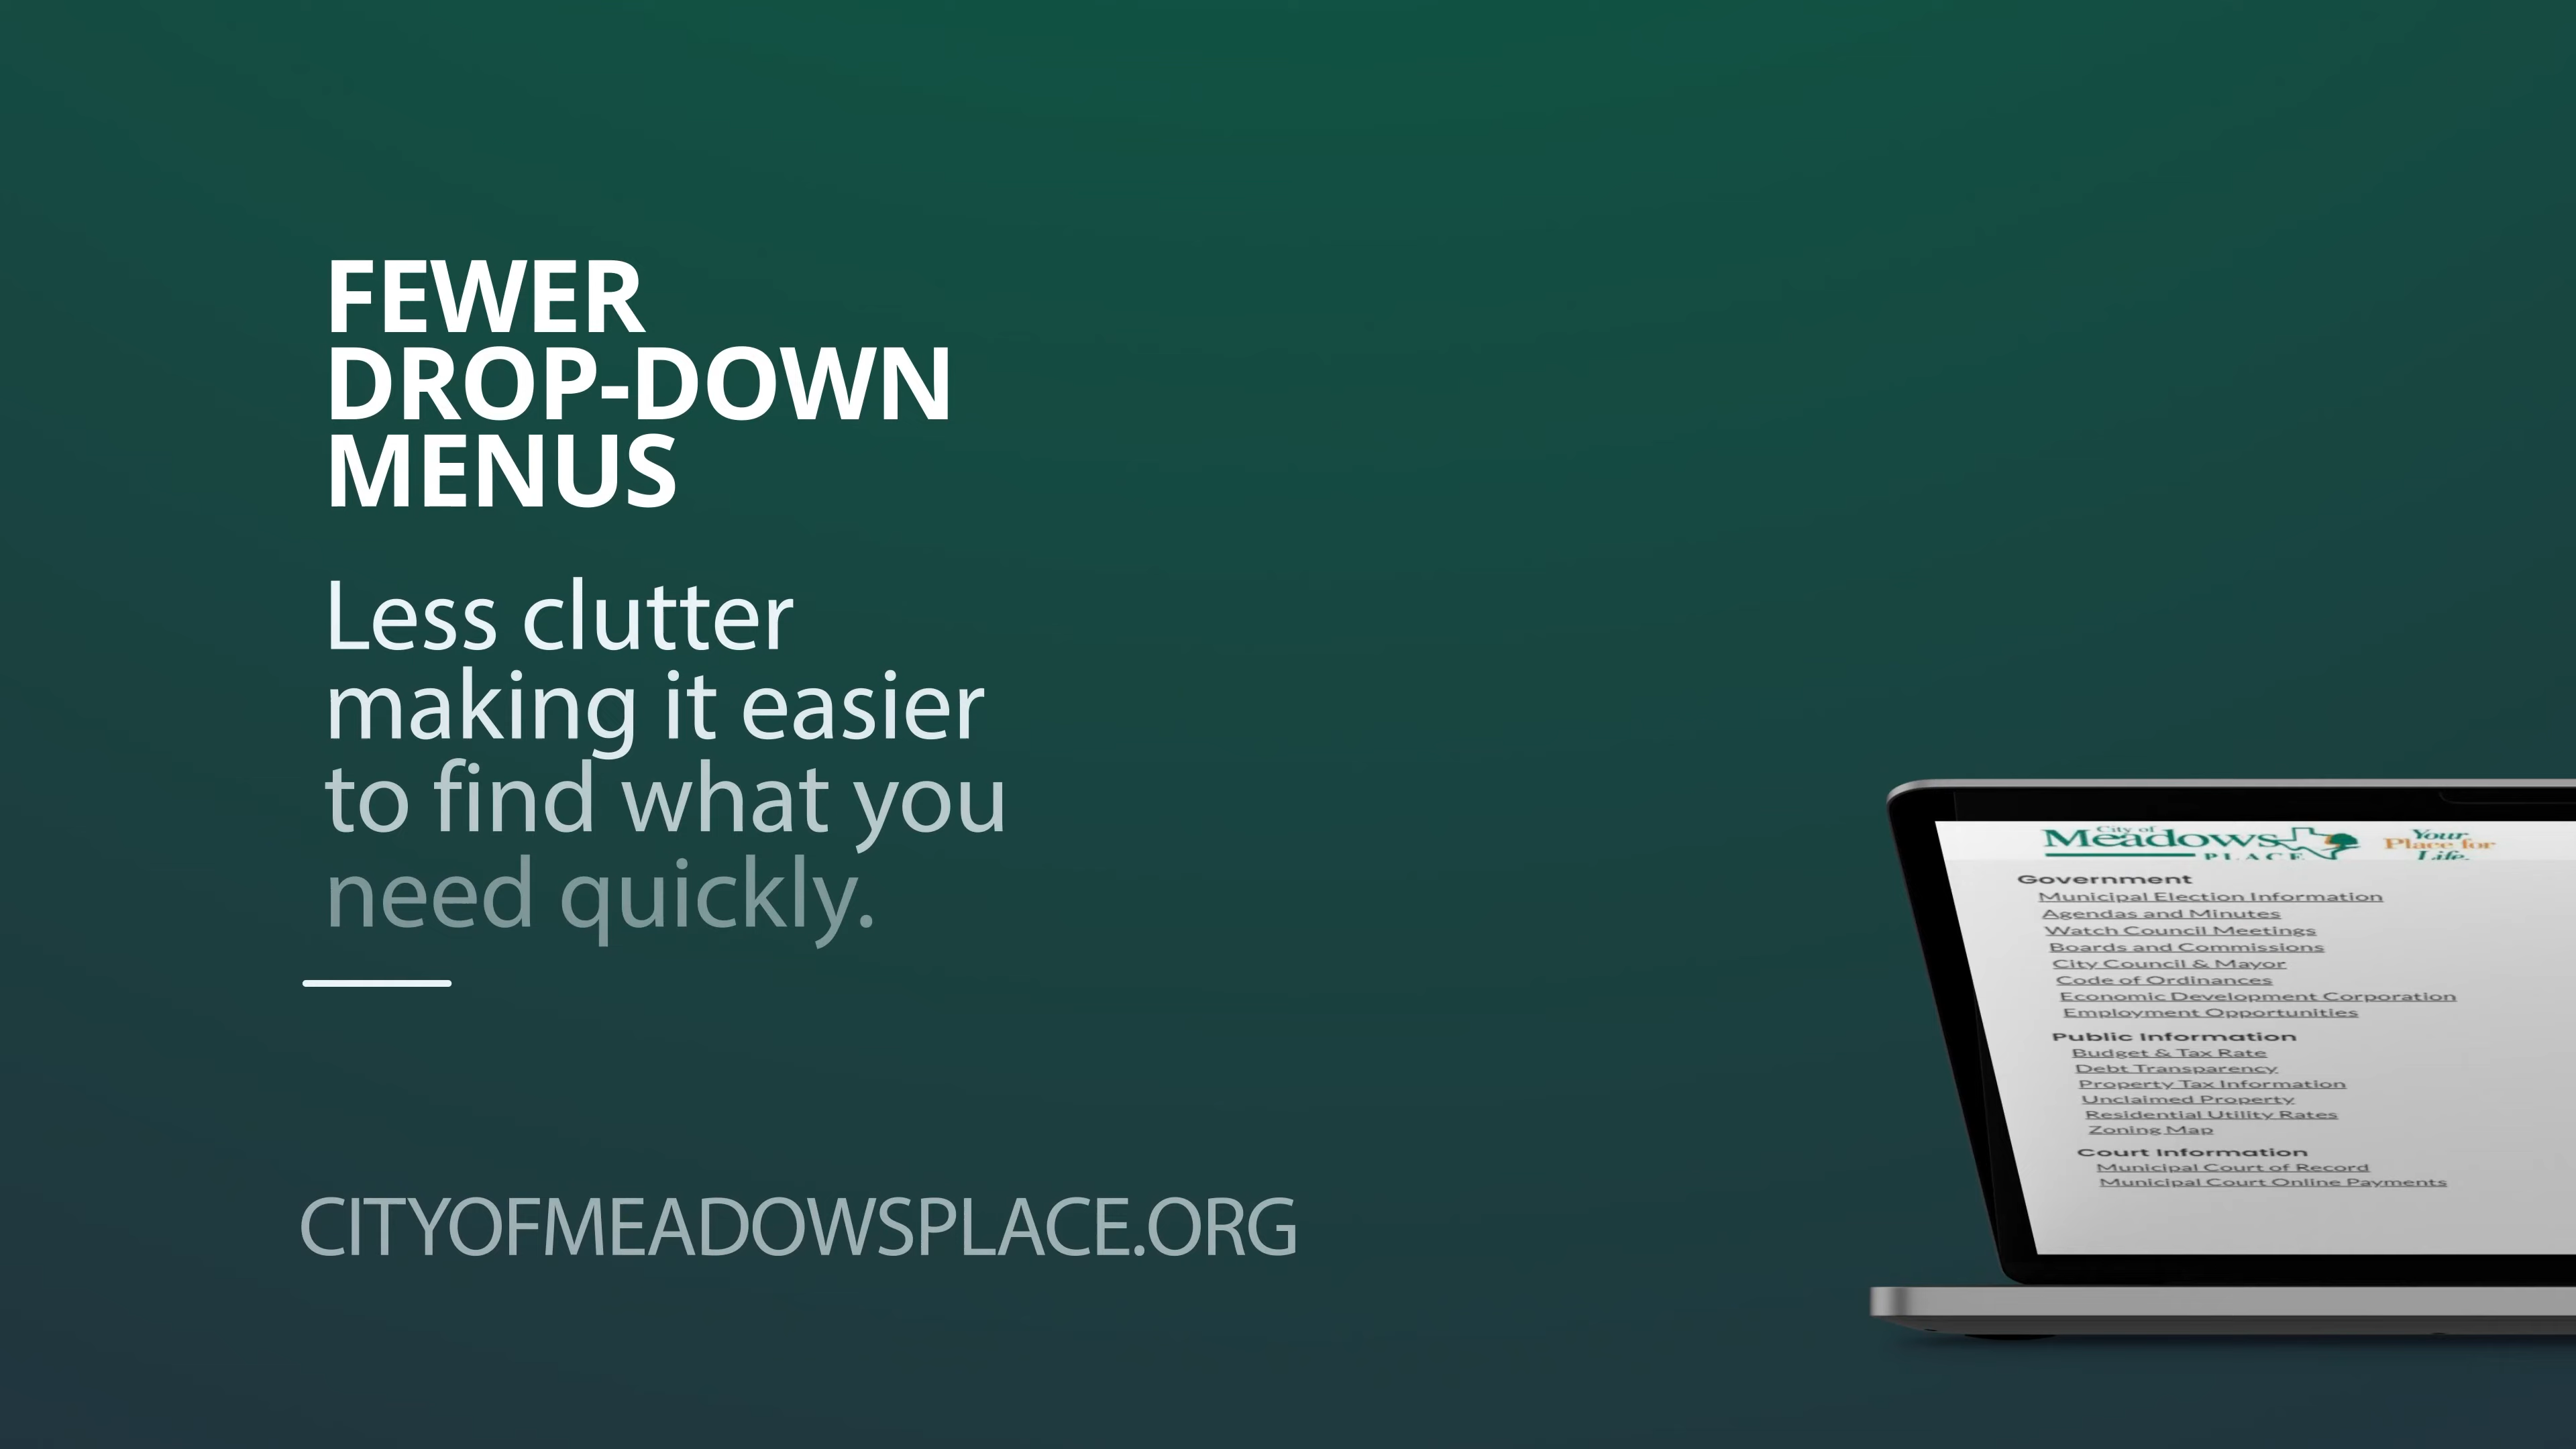 FEWER
DROP-DOWN
MENUS
Less clutter
making it easier
to find what you
need quickly.
CITYOFMEADOWSPLACE.ORG
City of
Meadows
PLACE
Your
Place for
Life.
Government
Municipal Election Information
Agendas and Minutes
Watch Council Meetings
Boards and Commissions
City Council & Mayor
Code of Ordinances
Economic Development Corporation
Employment Opportunities
Public Information
Budget & Tax Rate
Debt Transparency
Property Tax Information
Unclaimed Property
Residential Utility Rates
Zoning Map
Court Information
Municipal Court of Record
Municipal Court Online Payments